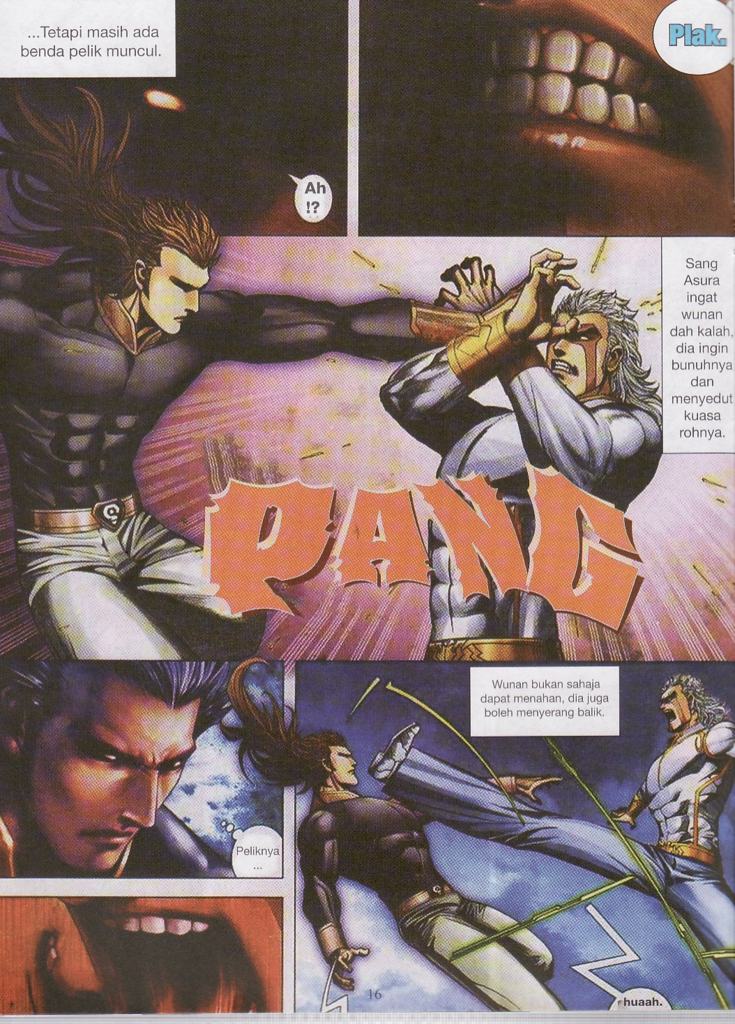 ...Tetapi masih ada
benda pelik muncul.
Ah
!?
Plak.
Sang
Asura
ingat
wunan
dah kalah,
dia ingin
bunuhnya
dan
menyedut
kuasa
rohnya.
PANG
Peliknya
...
Wunan bukan sahaja
dapat menahan, dia juga
boleh menyerang balik.
huaah.
16